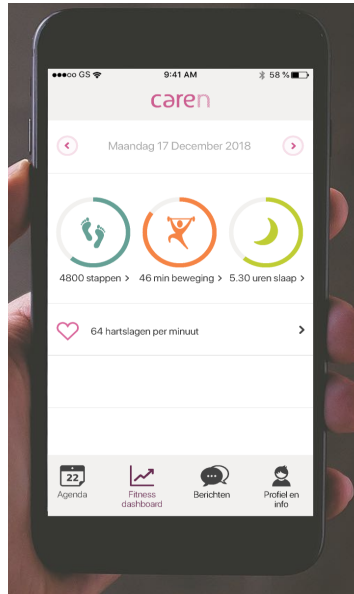 GS
9:41 AM
58 %
caren
Maandag 17 December 2018
4800 stappen
46 min beweging
5.30 uren slaap
64 hartslagen per minuut
22
Agenda
Fitness
dashboard
Berichten
Profiel en
info